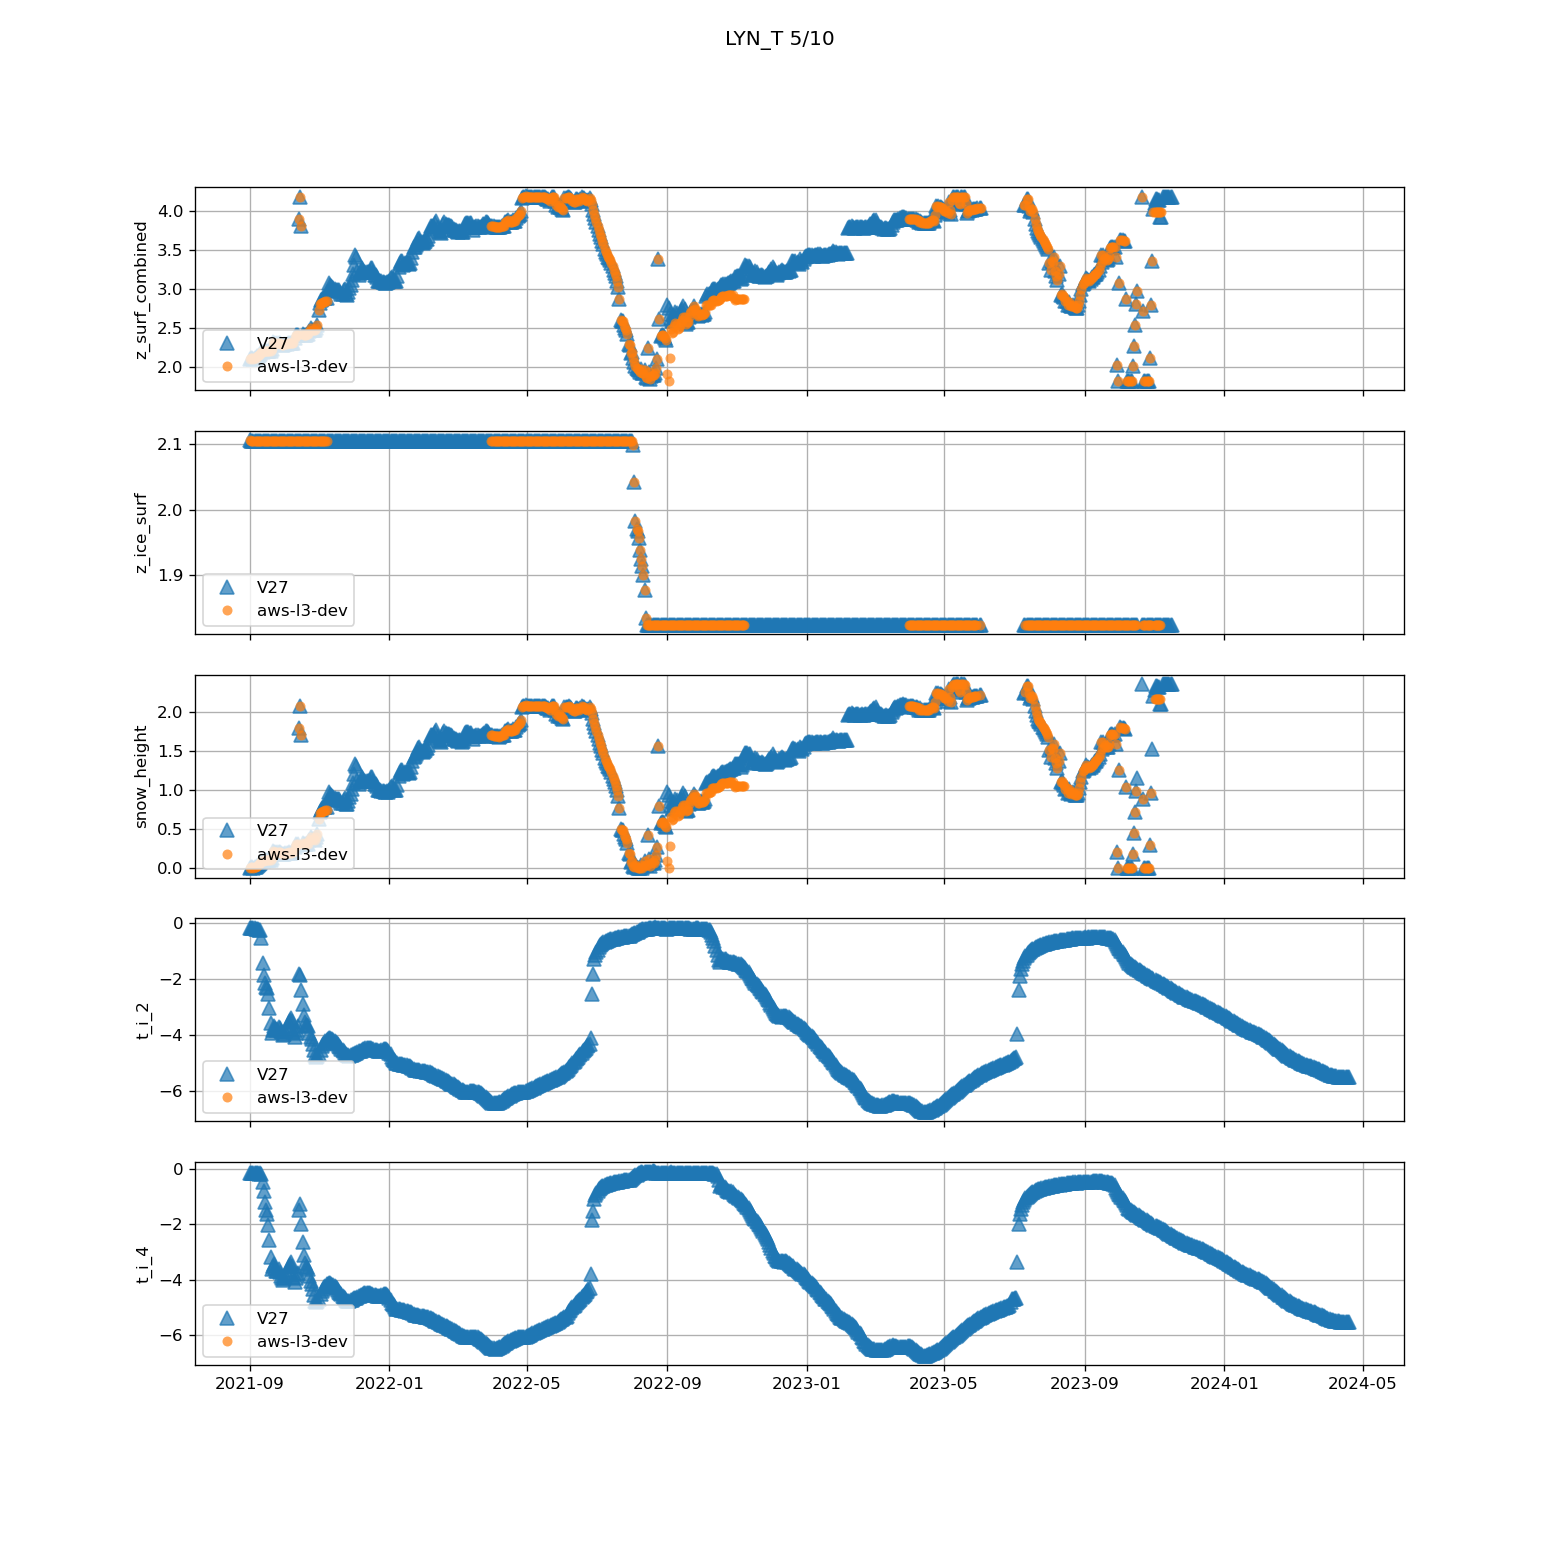 LYN_T 5/10
z_surf_combined
4.0
3.5
3.0
2.5
2.0
V27
aws-l3-dev
z_ice_surf
2.1
2.0
1.9
V27
aws-l3-dev
snow_height
2.0
1.5
1.0
0.5
0.0
V27
aws-l3-dev
t_i_2
0
−2
−4
−6
V27
aws-l3-dev
t_i_4
0
−2
−4
−6
V27
aws-l3-dev
2021-09 2022-01 2022-05 2022-09 2023-01 2023-05 2023-09 2024-01 2024-05